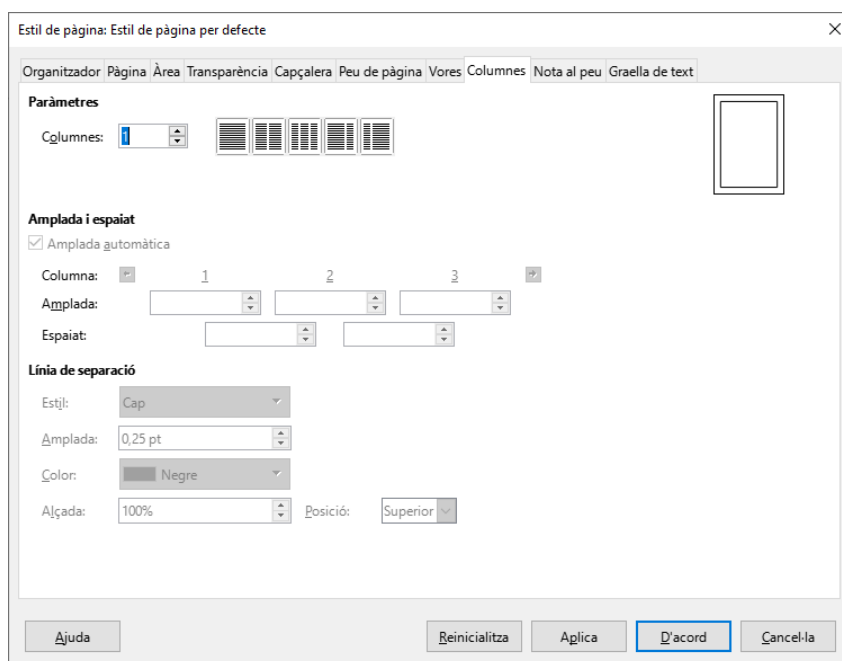 Estil de pàgina: Estil de pàgina per defecte
Organitzador Pàgina Àrea Transparència Capçalera Peu de pàgina Vores Columnes Nota al peu Graella de text
Paràmetres
Columnes: 1
Amplada i espaiat
Amplada automàtica
Columna: 1 2 3
Amplada:
Espaiat:
Línia de separació
Estil: Cap
Amplada: 0,25 pt
Color: Negre
Alçada: 100% Posició: Superior
Ajuda Reinicialitza Aplica D'acord Cancel·la